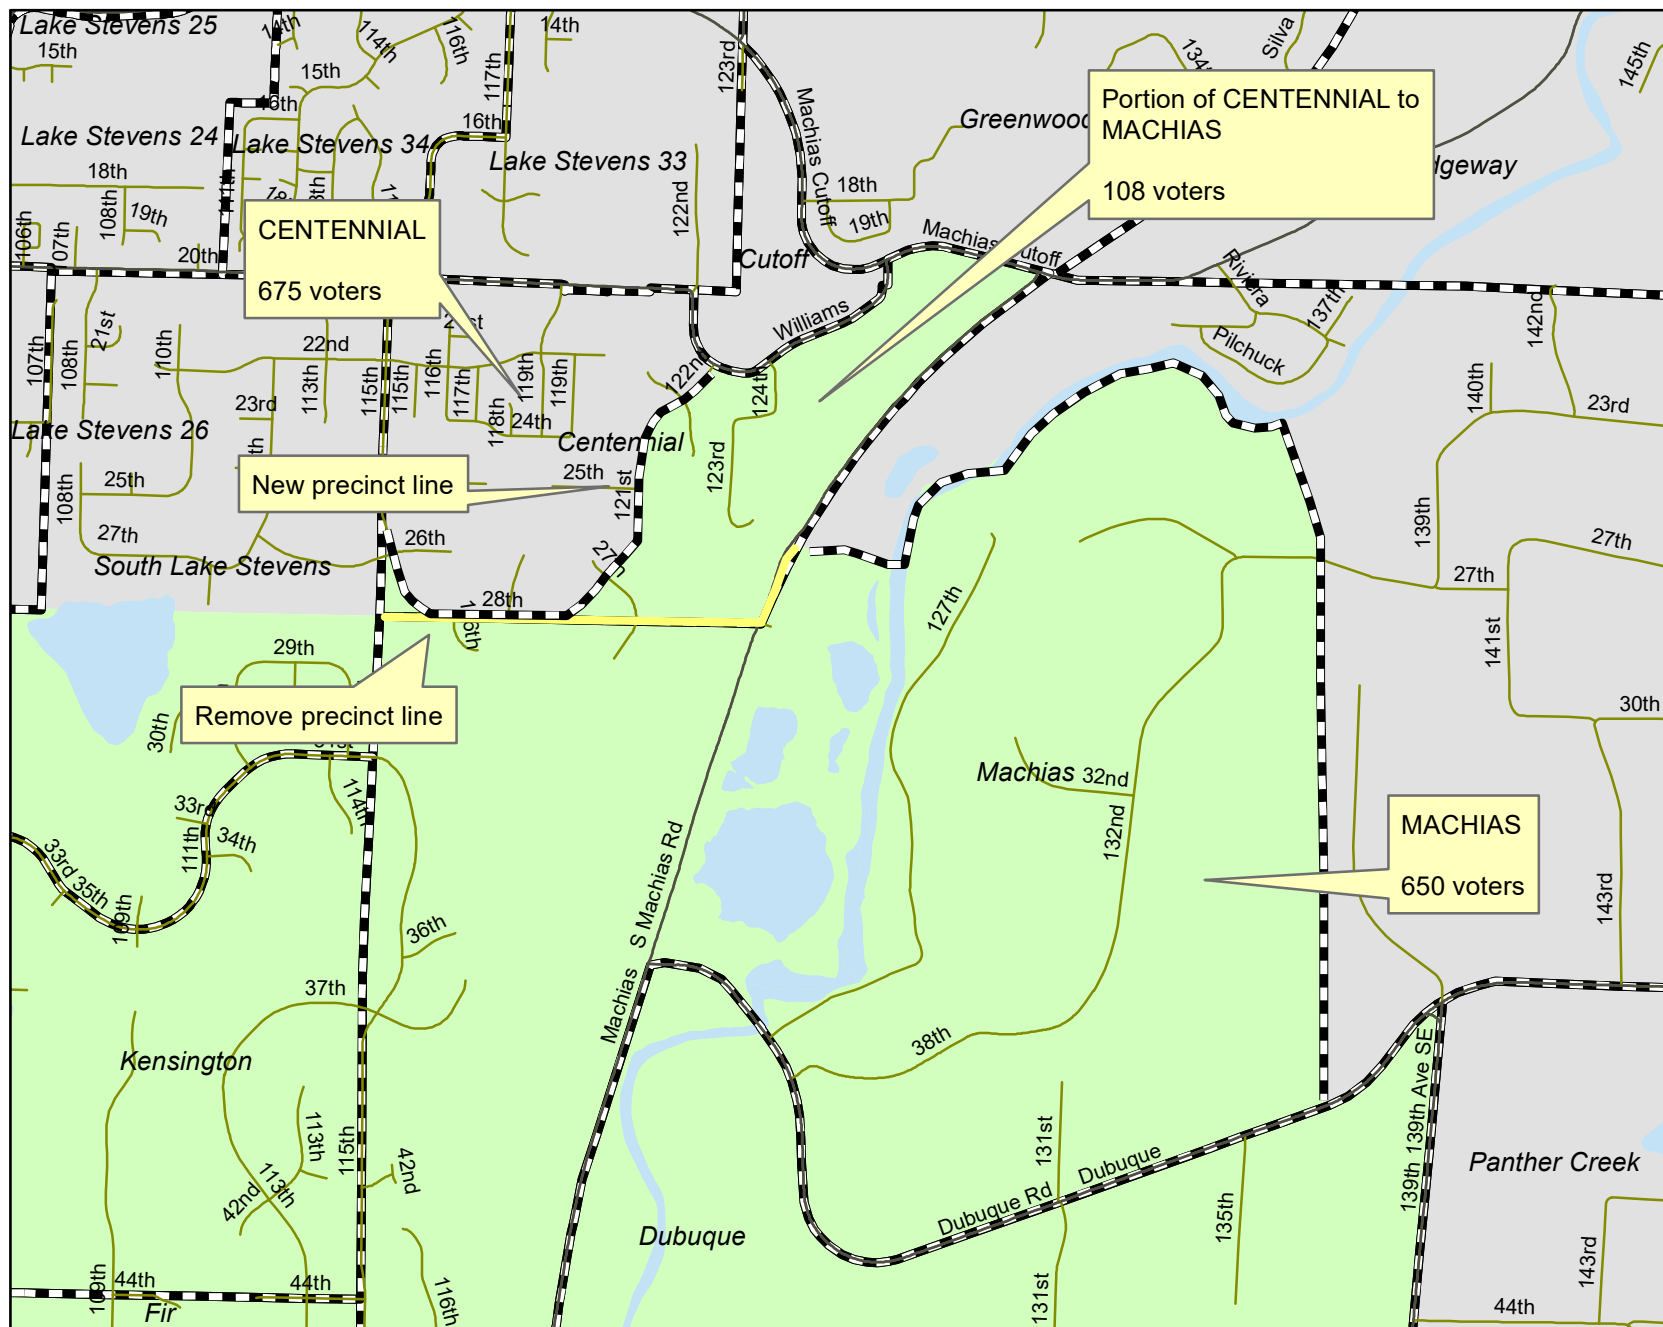 Lake Stevens 25
15th
14th
114th
116th
117th
14th
123rd
Silva
145th
15th
16th
Machias Cutoff
Portion of CENTENNIAL to
MACHIAS
108 voters
Lake Stevens 24
Lake Stevens 34
16th
Lake Stevens 33
18th
108th
19th
106th
20th
122nd
18th
19th
Cutoff
Machias
CENTENNIAL
675 voters
Williams
Riviera
137th
Pilchuck
142nd
107th
108th
21st
110th
22nd
113th
115th
115th
116th
117th
118th
119th
119th
24th
122nd
124th
123rd
140th
23rd
23rd
Lake Stevens 26
Centennial
25th
121st
New precinct line
108th
25th
27th
26th
South Lake Stevens
28th
139th
27th
27th
127th
141st
29th
Remove precinct line
30th
30th
Machias
32nd
132nd
114th
33rd
34th
111th
33rd
35th
109th
S Machias Rd
MACHIAS
650 voters
143rd
36th
37th
Machias
38th
Kensington
139th Ave SE
139th
113th
115th
42nd
113th
42nd
131st
Dubuque
Dubuque Rd
135th
Panther Creek
Dubuque
109th
44th
44th
116th
Fir
131st
143rd
44th